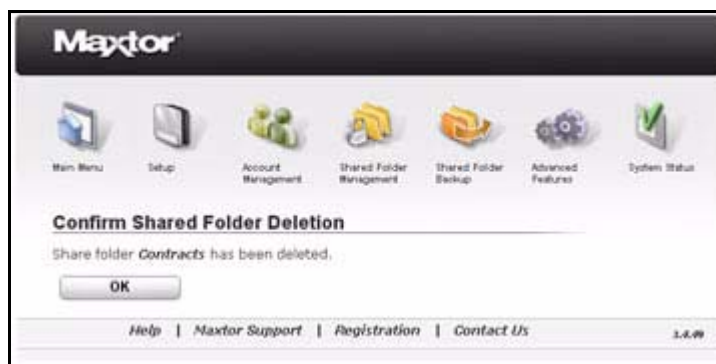 Maxtor
Main Menu
Setup
Account Management
Shared Folder Management
Shared Folder Backup
Advanced Features
System Status
Confirm Shared Folder Deletion
Share folder Contracts has been deleted.
OK
Help | Maxtor Support | Registration | Contact Us